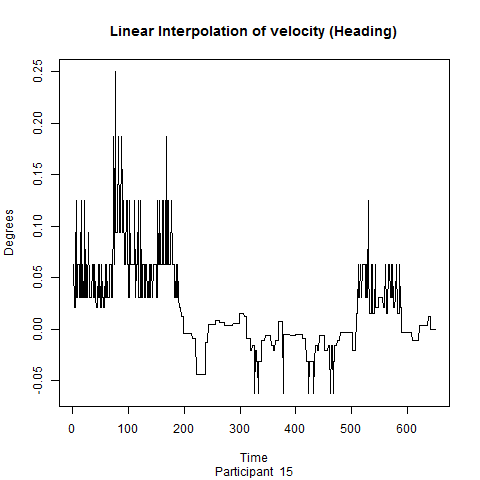 Linear Interpolation of velocity (Heading)
Degrees
0.25
0.20
0.15
0.10
0.05
0.00
-0.05
0 100 200 300 400 500 600
Time
Participant 15